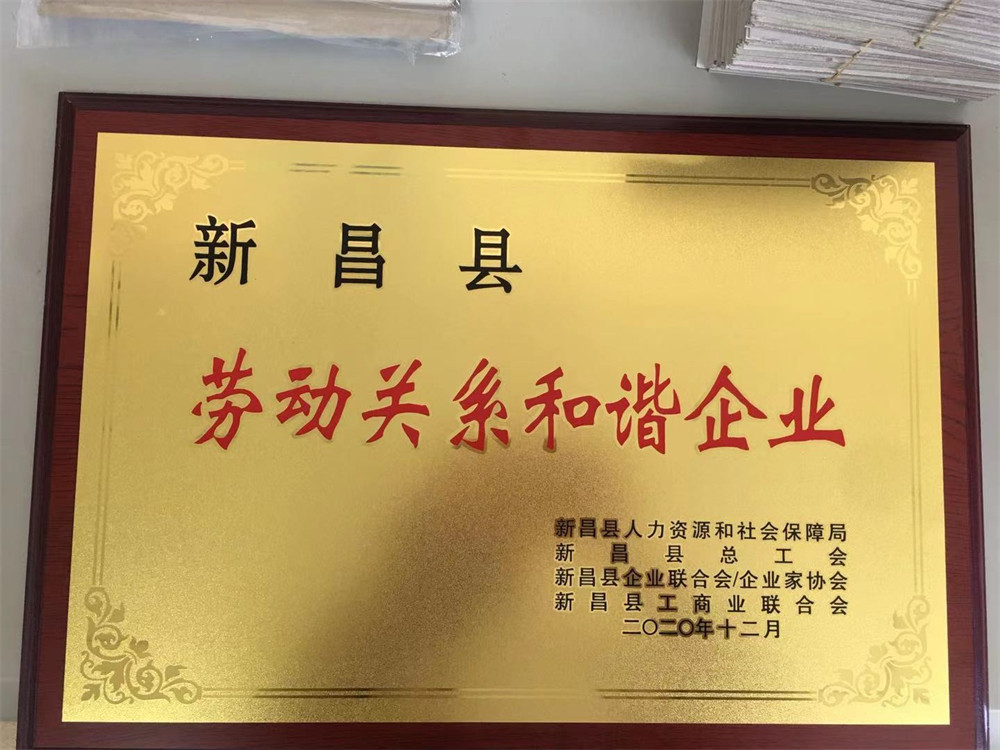 新昌县
劳动关系和谐企业
新昌县人力资源和社会保障局
新昌县总工会
新昌县企业联合会/企业家协会
新昌县工商业联合会
二〇二〇年十二月